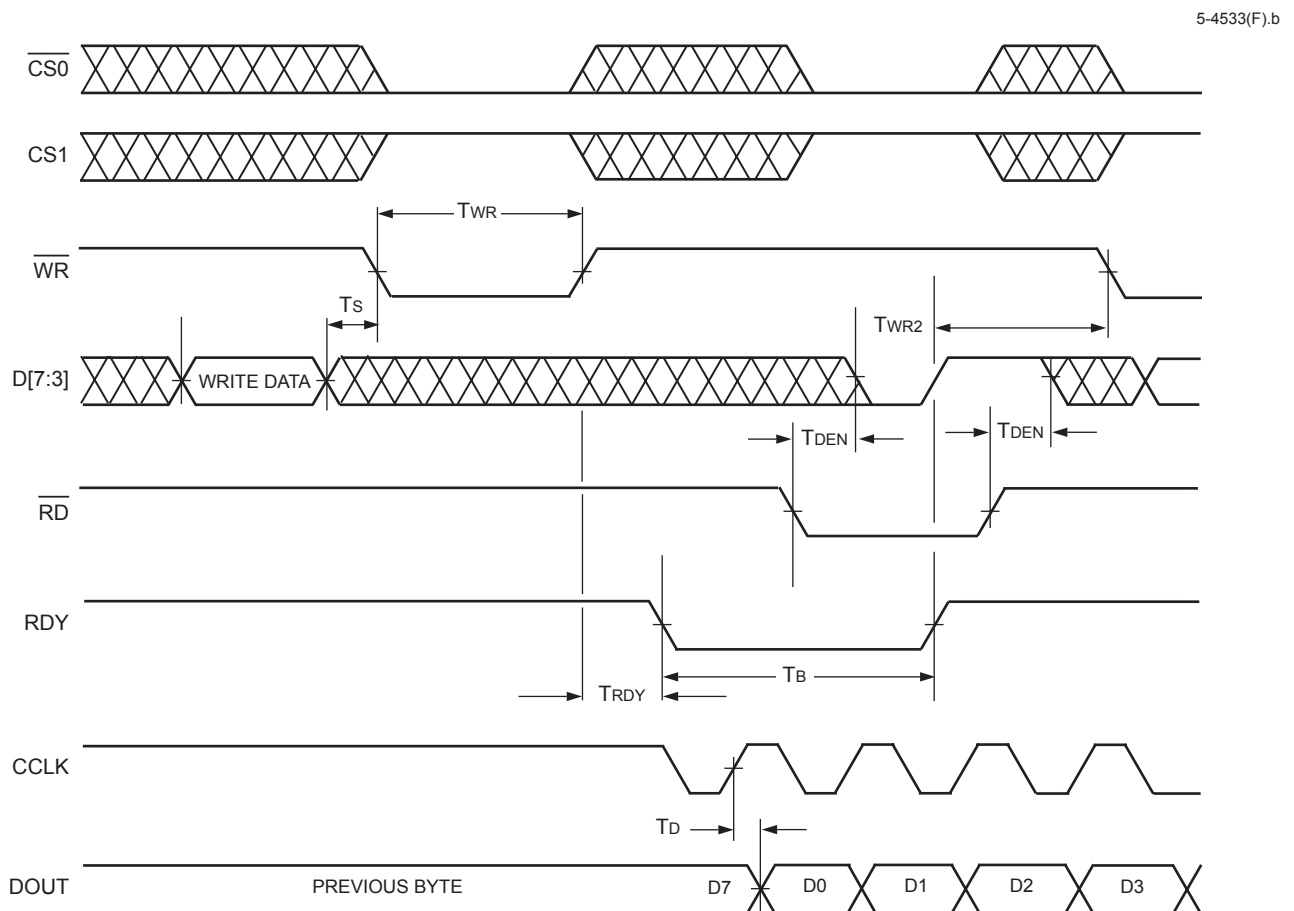 5-4533(F).b
CS0
CS1
TWR
WR
TS
TWR2
D[7:3]
WRITE DATA
TDEN
TDEN
RD
RDY
TB
TRDY
CCLK
TD
DOUT
PREVIOUS BYTE
D7
D0
D1
D2
D3